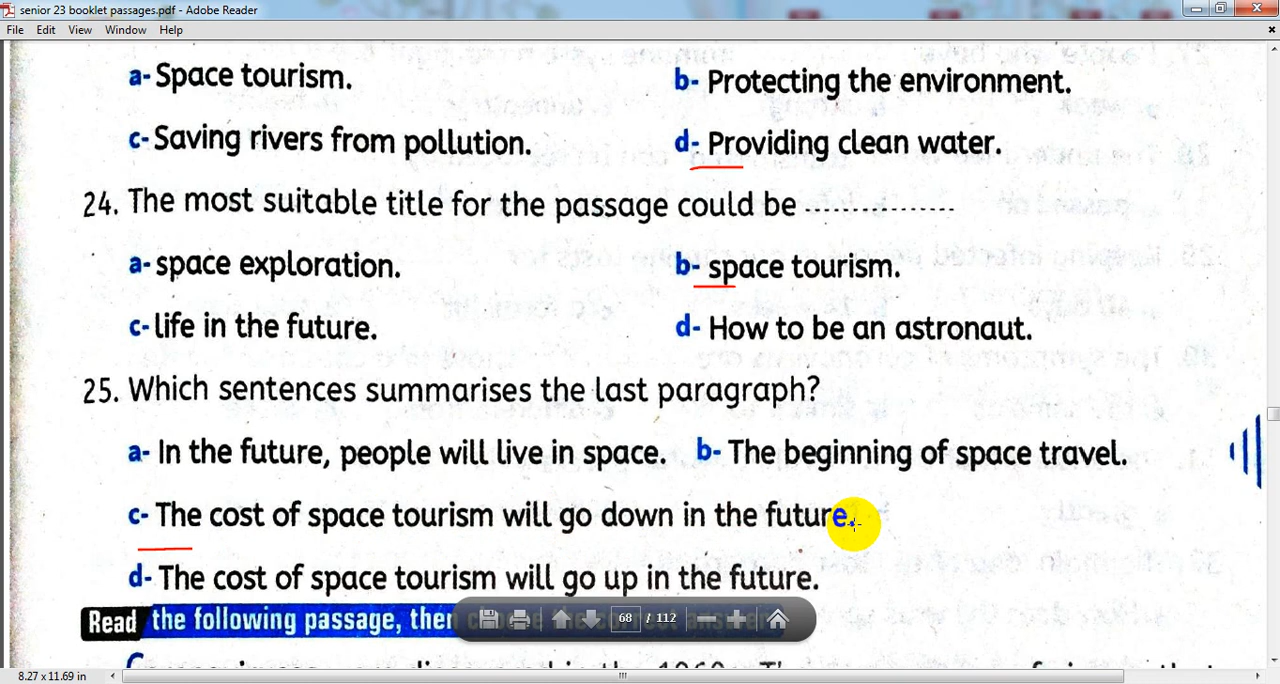 senior 23 booklet passages.pdf - Adobe Reader
File Edit View Window Help
a- Space tourism. b- Protecting the environment.
c- Saving rivers from pollution. d- Providing clean water.
24. The most suitable title for the passage could be ................
a- space exploration. b- space tourism.
c- life in the future. d- How to be an astronaut.
25. Which sentences summarises the last paragraph?
a- In the future, people will live in space. b- The beginning of space travel.
c- The cost of space tourism will go down in the future.
d- The cost of space tourism will go up in the future.
Read the following passage, then
68 / 112
8.27 x 11.69 in